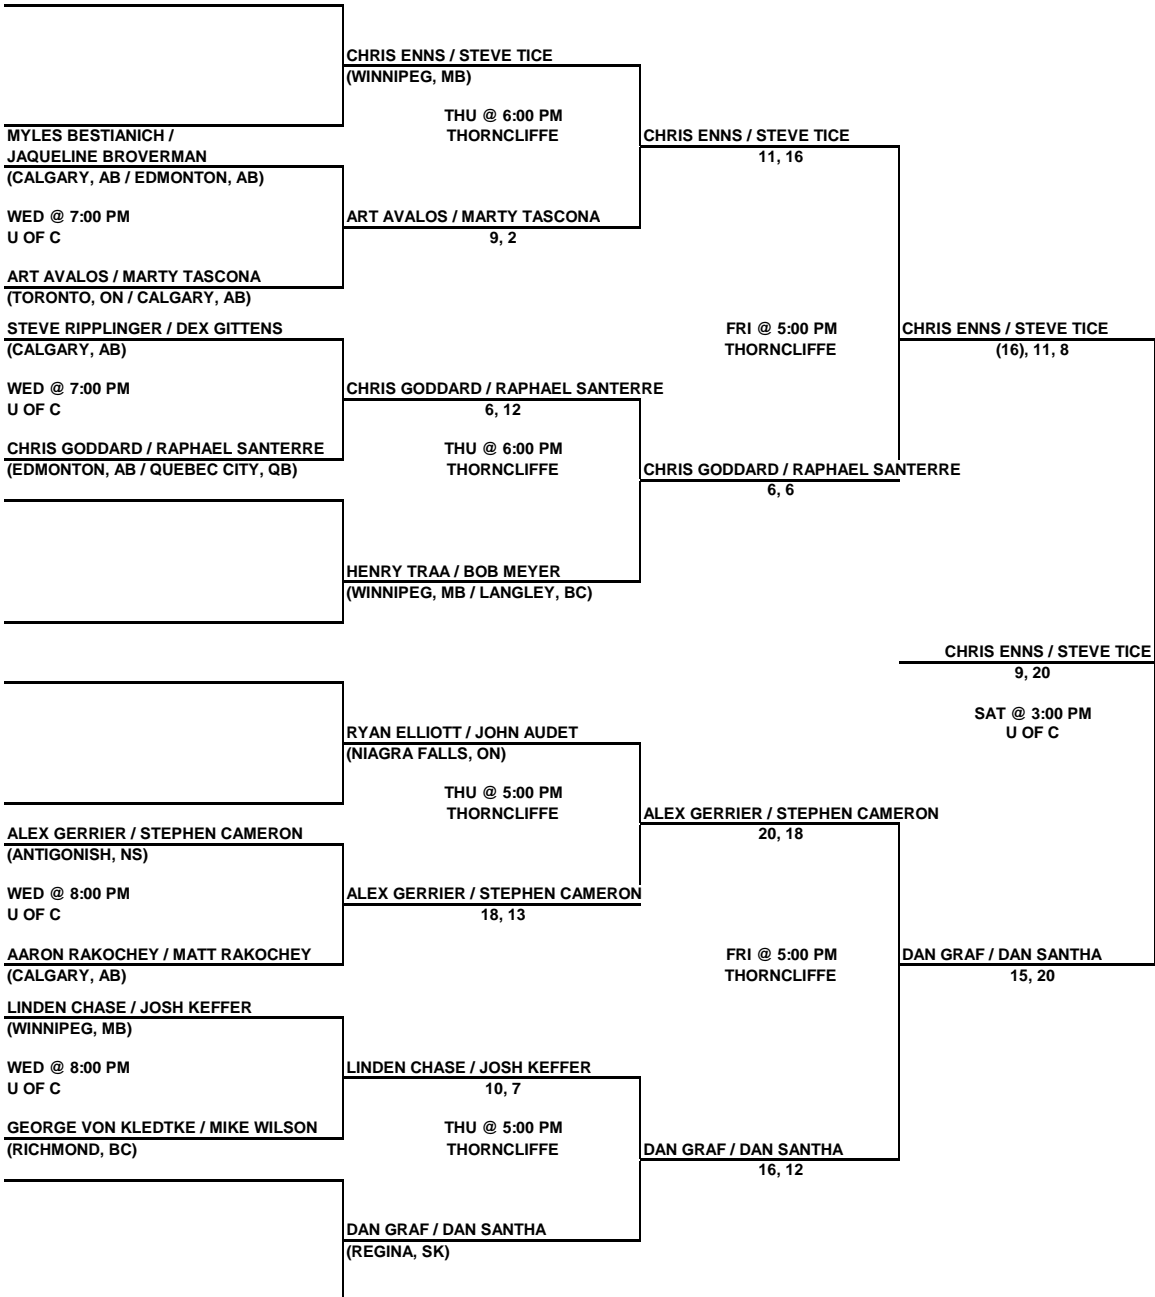 CHRIS ENNS / STEVE TICE
(WINNIPEG, MB)
THU @ 6:00 PM
THORNCLIFFE
MYLES BESTIANICH /
JAQUELINE BROVERMAN
(CALGARY, AB / EDMONTON, AB)
CHRIS ENNS / STEVE TICE
11, 16
WED @ 7:00 PM
U OF C
ART AVALOS / MARTY TASCONA
9, 2
ART AVALOS / MARTY TASCONA
(TORONTO, ON / CALGARY, AB)
STEVE RIPPLINGER / DEX GITTENS
(CALGARY, AB)
FRI @ 5:00 PM
THORNCLIFFE
CHRIS ENNS / STEVE TICE
(16), 11, 8
WED @ 7:00 PM
U OF C
CHRIS GODDARD / RAPHAEL SANTERRE
6, 12
CHRIS GODDARD / RAPHAEL SANTERRE
(EDMONTON, AB / QUEBEC CITY, QB)
THU @ 6:00 PM
THORNCLIFFE
CHRIS GODDARD / RAPHAEL SANTERRE
6, 6
HENRY TRAA / BOB MEYER
(WINNIPEG, MB / LANGLEY, BC)
CHRIS ENNS / STEVE TICE
9, 20
SAT @ 3:00 PM
U OF C
RYAN ELLIOTT / JOHN AUDET
(NIAGRA FALLS, ON)
THU @ 5:00 PM
THORNCLIFFE
ALEX GERRIER / STEPHEN CAMERON
20, 18
ALEX GERRIER / STEPHEN CAMERON
(ANTIGONISH, NS)
WED @ 8:00 PM
U OF C
ALEX GERRIER / STEPHEN CAMERON
18, 13
AARON RAKOCHEY / MATT RAKOCHEY
(CALGARY, AB)
FRI @ 5:00 PM
THORNCLIFFE
DAN GRAF / DAN SANTHA
15, 20
LINDEN CHASE / JOSH KEFFER
(WINNIPEG, MB)
WED @ 8:00 PM
U OF C
LINDEN CHASE / JOSH KEFFER
10, 7
GEORGE VON KLEDTKE / MIKE WILSON
(RICHMOND, BC)
THU @ 5:00 PM
THORNCLIFFE
DAN GRAF / DAN SANTHA
16, 12
DAN GRAF / DAN SANTHA
(REGINA, SK)